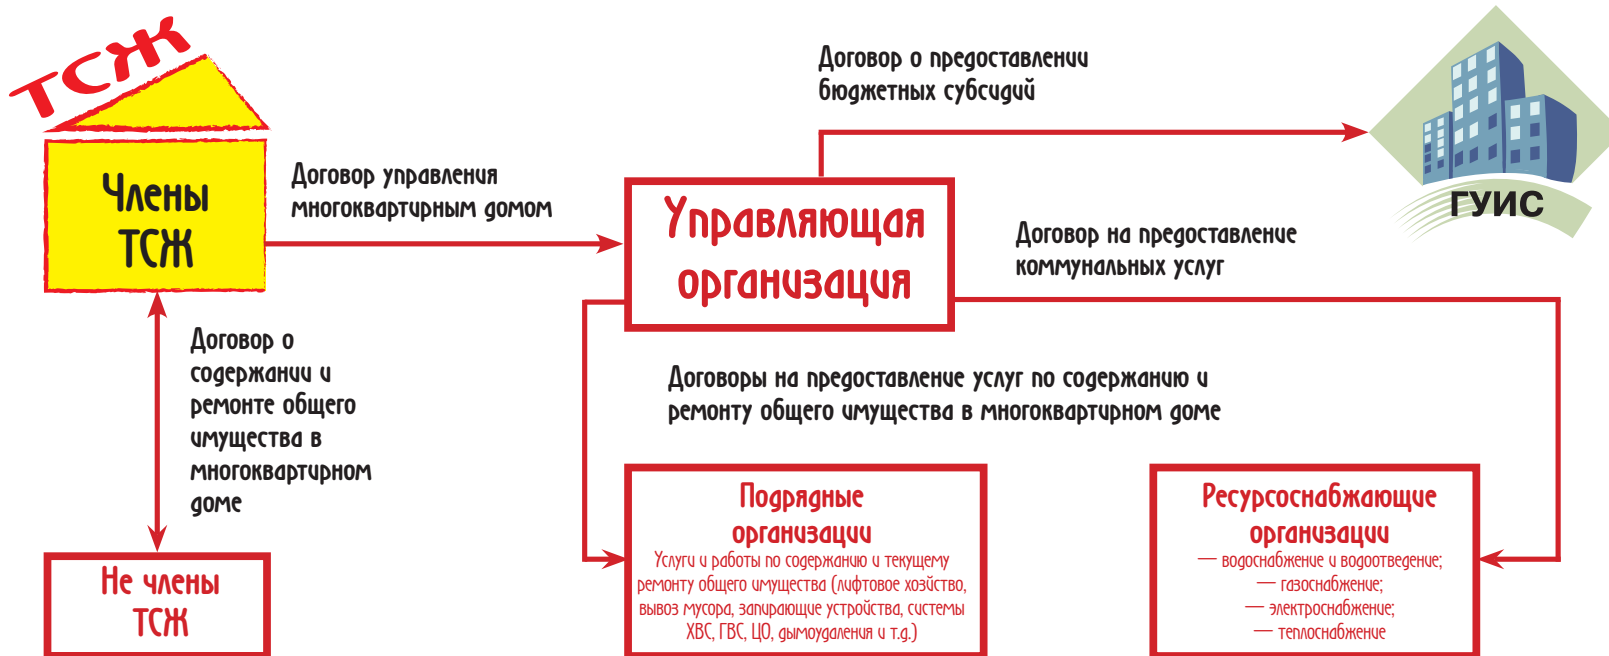 ТСЖ
Члены
ТСЖ
Договор управления
многоквартирным домом
Управляющая
организация
Договор о предоставлении
бюджетных субсидий
ГУИС
Договор на предоставление
коммунальных услуг
Договор о
содержании и
ремонте общего
имущества в
многоквартирном
доме
Договоры на предоставление услуг по содержанию и
ремонту общего имущества в многоквартирном доме
Не члены
ТСЖ
Подрядные
организации
Услуги и работы по содержанию и текущему
ремонту общего имущества (лифтовое хозяйство,
вывоз мусора, запирающие устройства, системы
ХВС, ГВС, ЦО, дымоудаления и т.д.)
Ресурсоснабжающие
организации
— водоснабжение и водоотведение;
— газоснабжение;
— электроснабжение;
— теплоснабжение